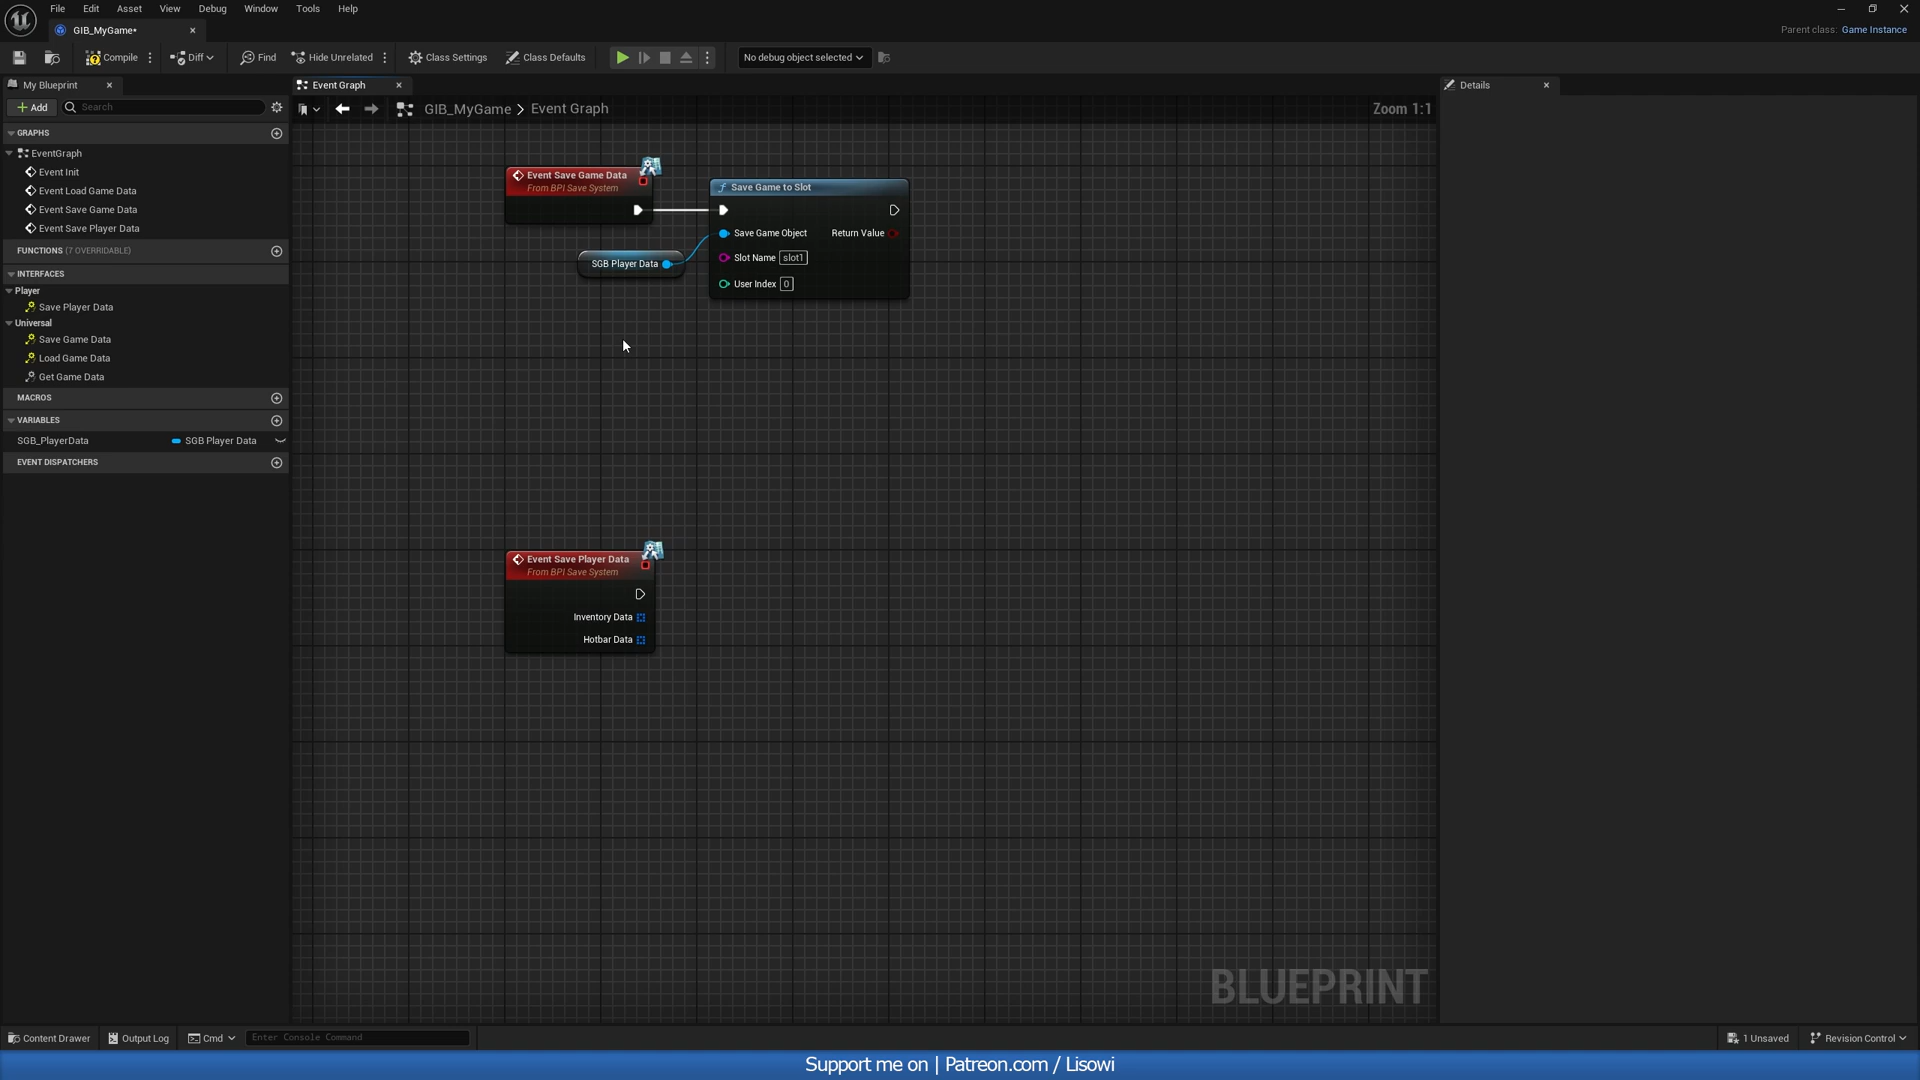 File Edit Asset View Debug Window Tools Help
GIB_MyGame*
Parent class: Game Instance
Compile Diff Find Hide Unrelated Class Settings Class Defaults No debug object selected
My Blueprint
Event Graph
Details
Add Search
GIB_MyGame > Event Graph
Zoom 1:1
GRAPHS
EventGraph
Event Init
Event Load Game Data
Event Save Game Data
Event Save Player Data
FUNCTIONS (7 OVERRIDABLE)
INTERFACES
Player
Save Player Data
Universal
Save Game Data
Load Game Data
Get Game Data
MACROS
VARIABLES
SGB_PlayerData SGB Player Data
EVENT DISPATCHERS
Event Save Game Data
From BPI Save System
SGB Player Data
f Save Game to Slot
Save Game Object Return Value
Slot Name slot1
User Index 0
Event Save Player Data
From BPI Save System
Inventory Data
Hotbar Data
BLUEPRINT
Content Drawer Output Log Cmd Enter Console Command 1 Unsaved Revision Control
Support me on | Patreon.com / Lisowi